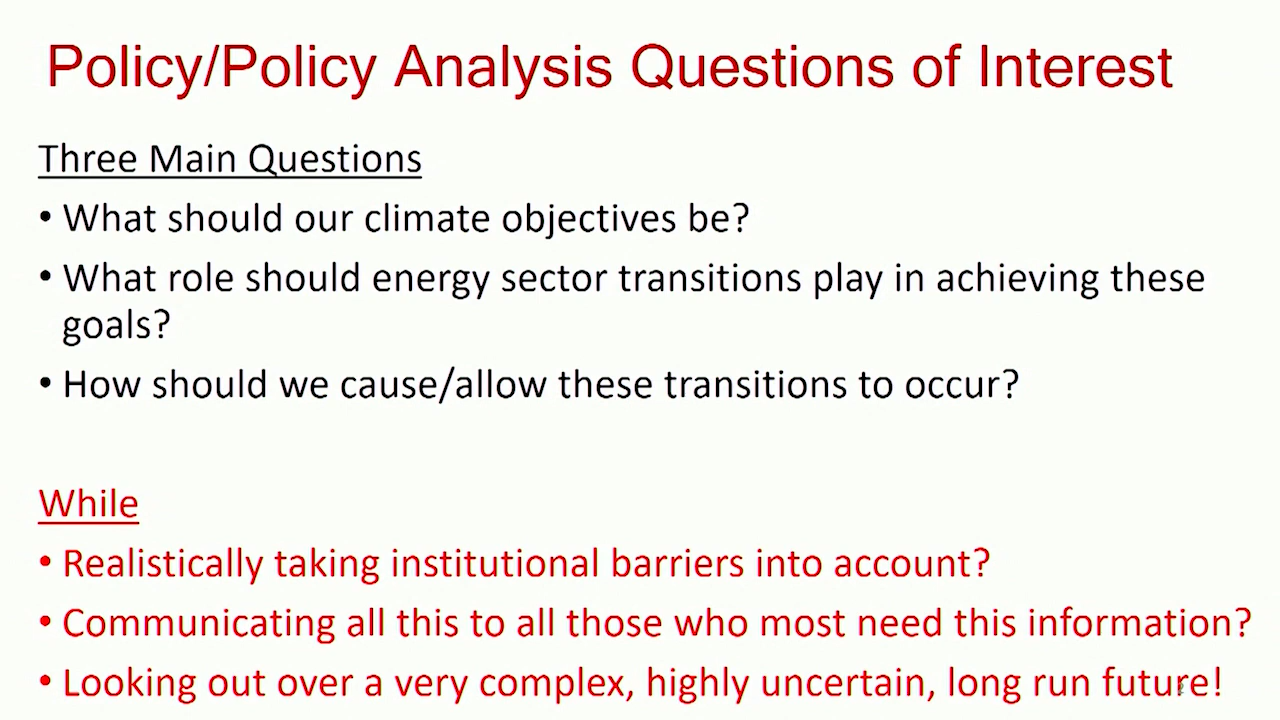 Policy/Policy Analysis Questions of Interest
Three Main Questions
• What should our climate objectives be?
• What role should energy sector transitions play in achieving these
goals?
• How should we cause/allow these transitions to occur?
While
• Realistically taking institutional barriers into account?
• Communicating all this to all those who most need this information?
• Looking out over a very complex, highly uncertain, long run future!
2